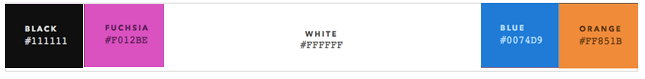 BLACK
#111111
FUCHSIA
#F012BE
WHITE
#FFFFFF
BLUE
#0074D9
ORANGE
#FF851B